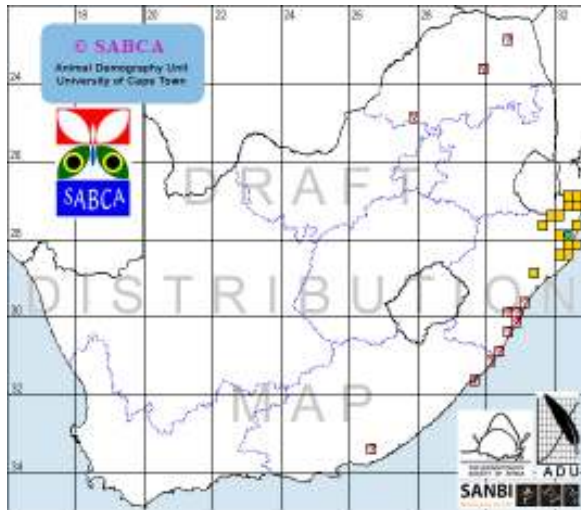 20
22
24
26
28
30
32
© SABCA
Animal Demography Unit
University of Cape Town
24
SABCA
26
DRAFT
28
DISTRIBUTION
30
32
MAP
34
ADU
SANBI